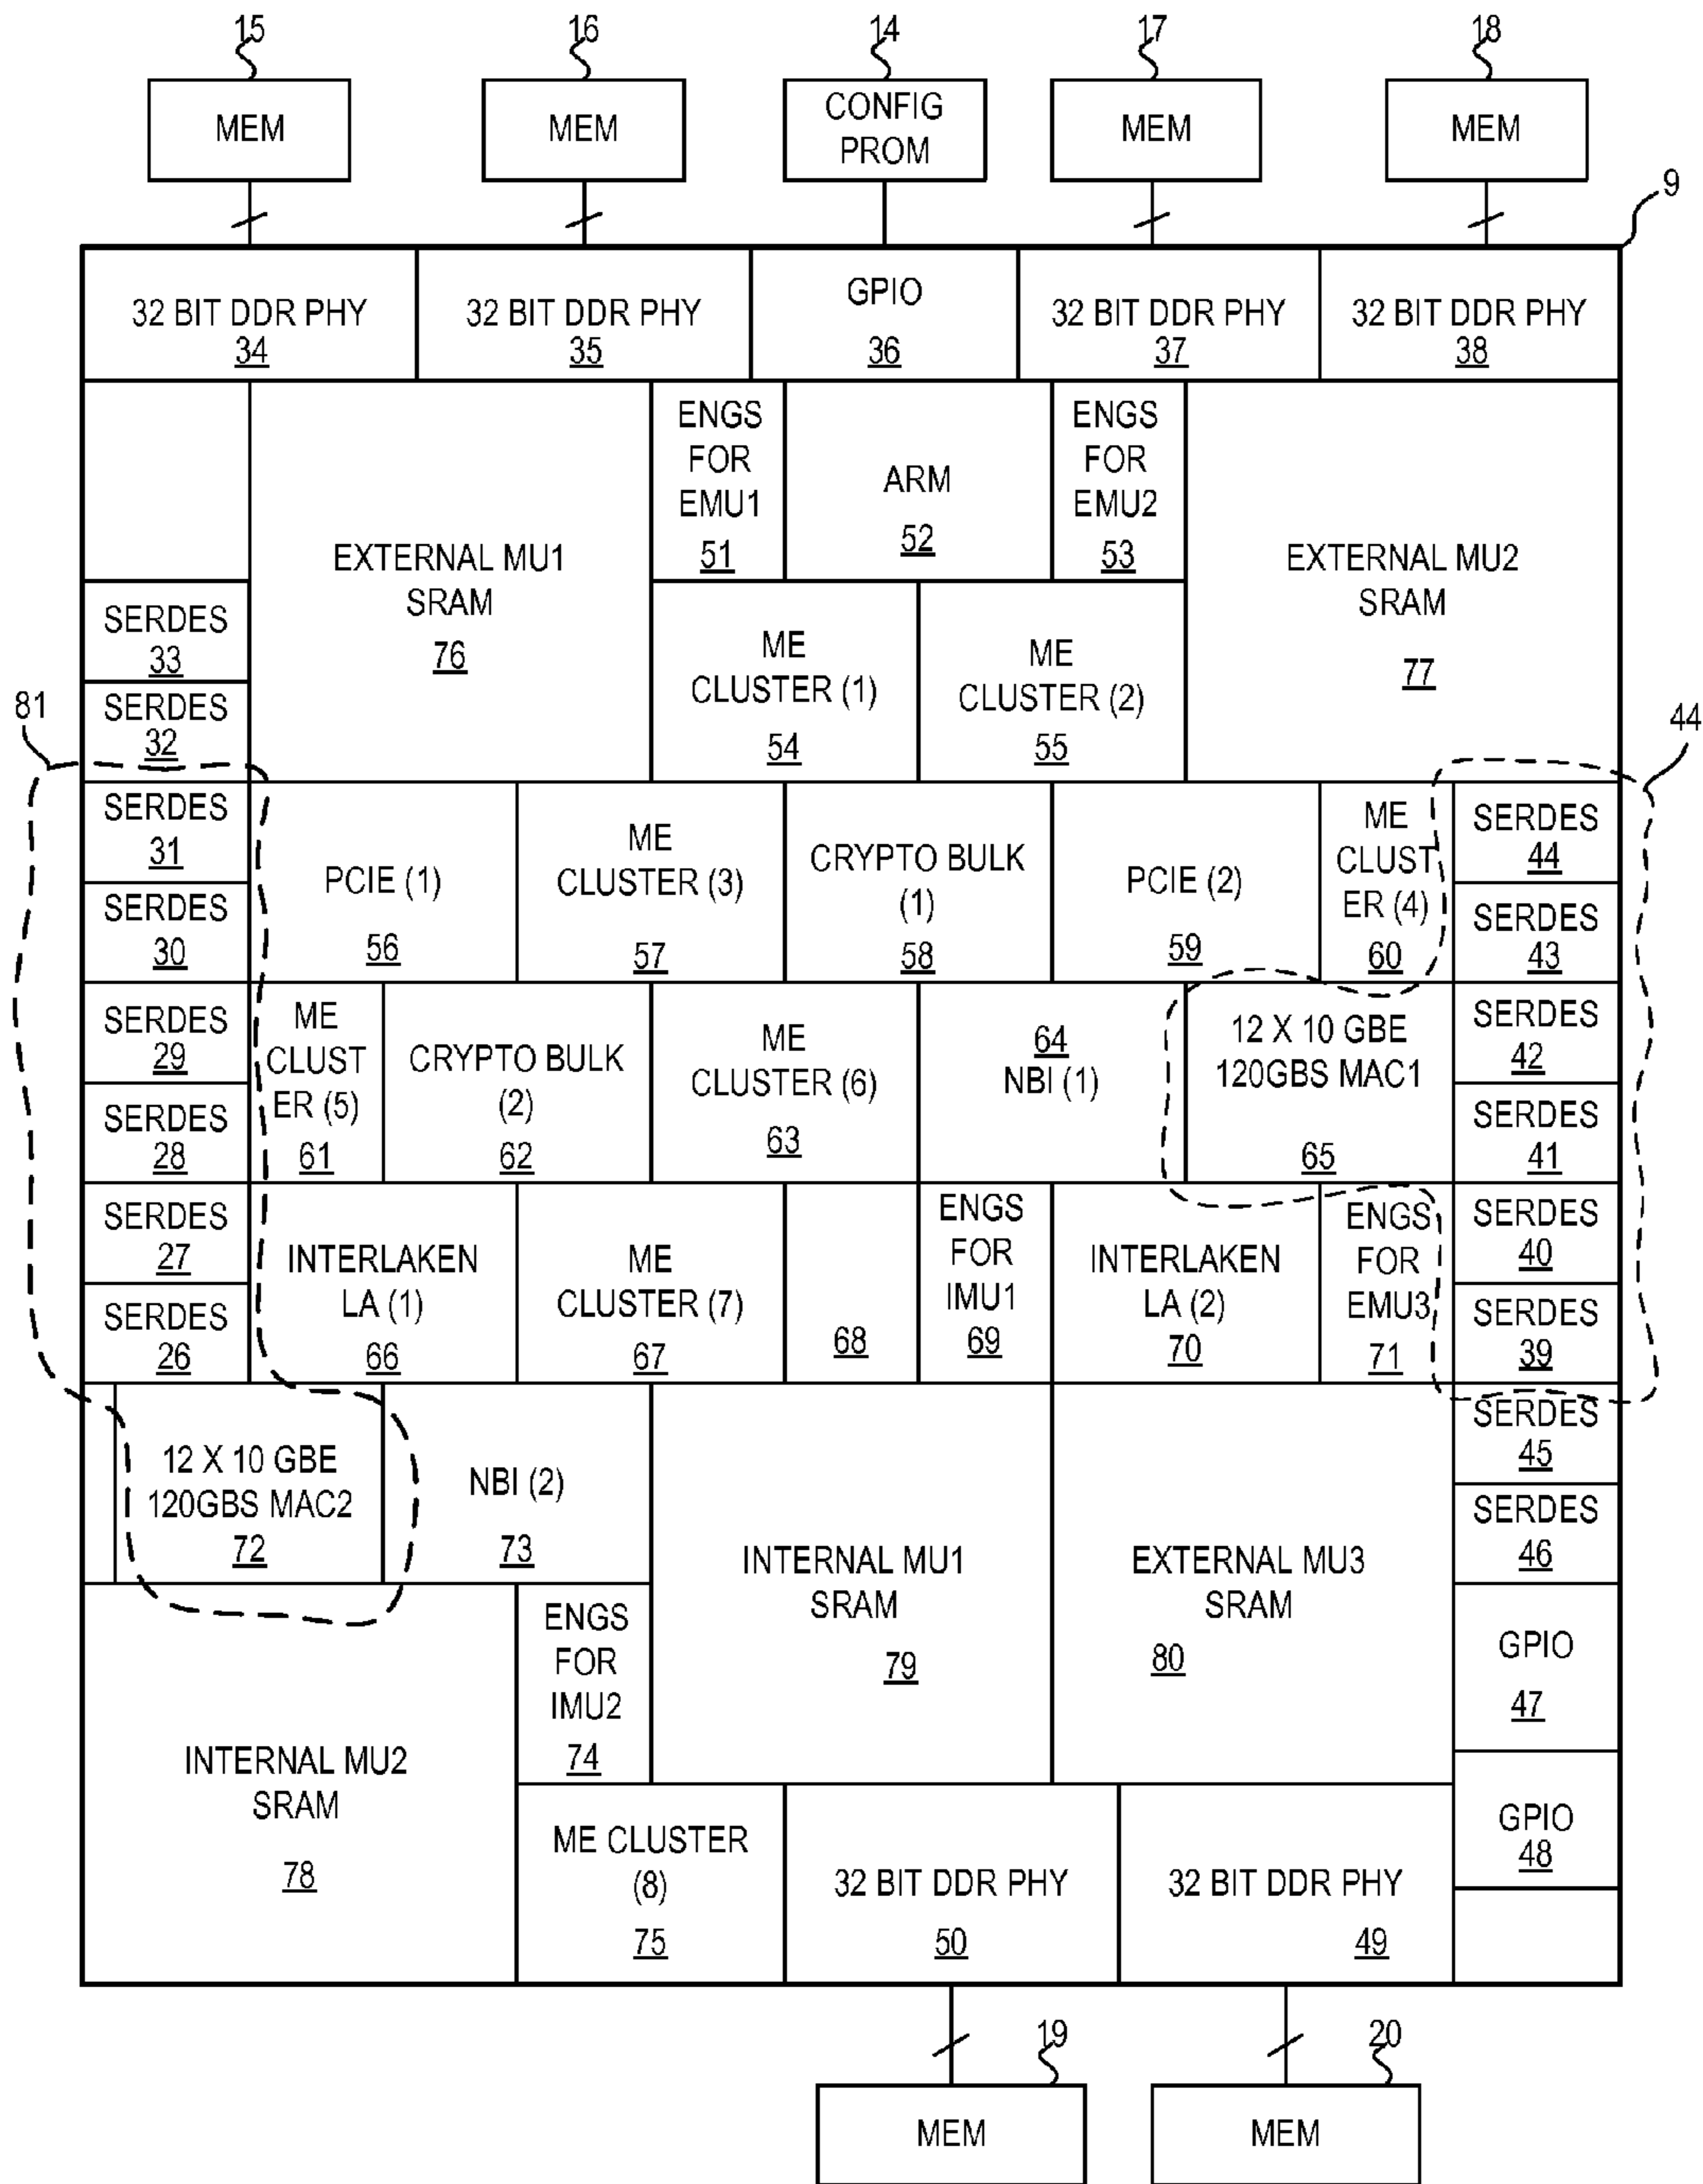 15
16
14
17
18
MEM
MEM
CONFIG
PROM
MEM
MEM
9
32 BIT DDR PHY
34
32 BIT DDR PHY
35
GPIO
36
32 BIT DDR PHY
37
32 BIT DDR PHY
38
EXTERNAL MU1
SRAM
76
ENGS
FOR
EMU1
51
ARM
52
ENGS
FOR
EMU2
53
EXTERNAL MU2
SRAM
77
SERDES
33
SERDES
32
ME
CLUSTER (1)
54
ME
CLUSTER (2)
55
81
44
SERDES
31
SERDES
30
PCIE (1)
56
ME
CLUSTER (3)
57
CRYPTO BULK
(1)
58
PCIE (2)
59
ME
CLUST
ER (4)
60
SERDES
44
SERDES
43
SERDES
29
SERDES
28
ME
CLUST
ER (5)
61
CRYPTO BULK
(2)
62
ME
CLUSTER (6)
63
64
NBI (1)
12 X 10 GBE
120GBS MAC1
65
SERDES
42
SERDES
41
SERDES
27
SERDES
26
INTERLAKEN
LA (1)
66
ME
CLUSTER (7)
67
68
ENGS
FOR
IMU1
69
INTERLAKEN
LA (2)
70
ENGS
FOR
EMU3
71
SERDES
40
SERDES
39
12 X 10 GBE
120GBS MAC2
72
NBI (2)
73
INTERNAL MU1
SRAM
79
EXTERNAL MU3
SRAM
80
SERDES
45
SERDES
46
GPIO
47
GPIO
48
INTERNAL MU2
SRAM
78
ENGS
FOR
IMU2
74
ME CLUSTER
(8)
75
32 BIT DDR PHY
50
32 BIT DDR PHY
49
19
20
MEM
MEM